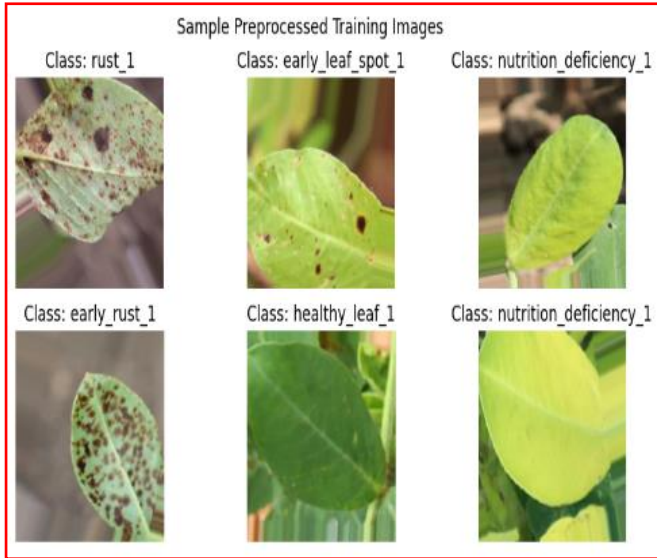 Sample Preprocessed Training Images
Class: rust_1
Class: early_leaf_spot_1
Class: nutrition_deficiency_1
Class: early_rust_1
Class: healthy_leaf_1
Class: nutrition_deficiency_1